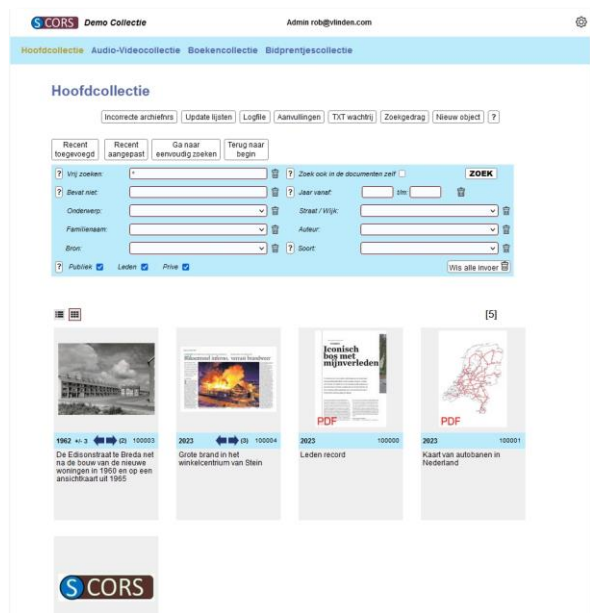 S CORS Demo Collectie Admin rob@vlinden.com
Hoofdcollectie Audio-Videocollectie Boekencollectie Bidprentjescollectie
Hoofdcollectie
Incorrecte archiefnrs Update lijsten Logfile Aanvullingen TXT wachtrij Zoekgedrag Nieuw object ?
Recent toegevoegd Recent aangepast Ga naar eenvoudig zoeken Terug naar begin
? Vrij zoeken: * ? Zoek ook in de documenten zelf ZOEK
? Bevat niet: ? Jaar vanaf: t/m:
Onderwerp: Straat / Wijk:
Familienaam: Auteur:
Bron: ? Soort:
? Publiek Leden Prive Wis alle invoer
[5]
Iconisch
bos met
mijnverleden
PDF PDF
1962 +/- 3 (2) 100003 2023 (3) 100004 2023 100000 2023 100001
De Edisonstraat te Breda net
na de bouw van de nieuwe
woningen in 1960 en op een
ansichtkaart uit 1965
Grote brand in het
winkelcentrium van Stein
Leden record
Kaart van autobanen in
Nederland
S CORS